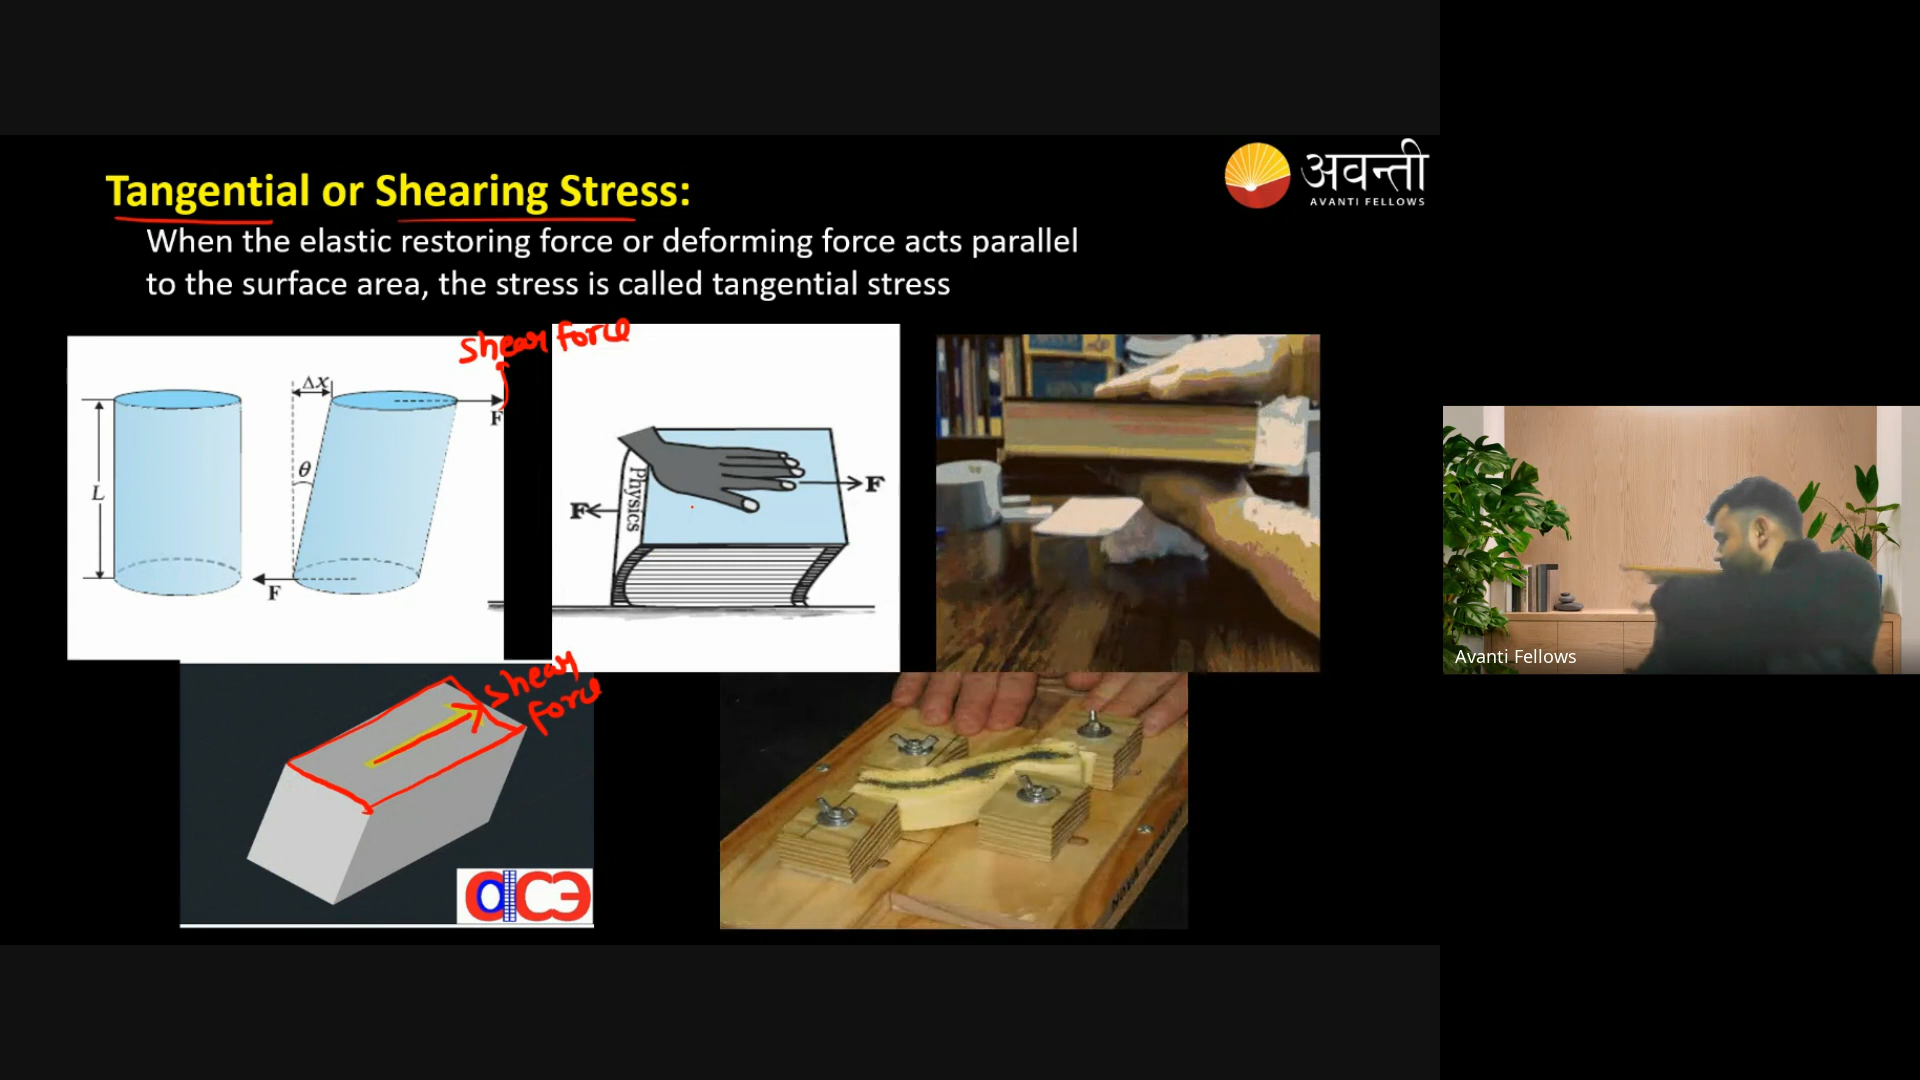 अवन्ती
AVANTI FELLOWS
Tangential or Shearing Stress:
When the elastic restoring force or deforming force acts parallel
to the surface area, the stress is called tangential stress
shear force
Δx
F
θ
L
F
Physics
F
F
shear
force
Avanti Fellows